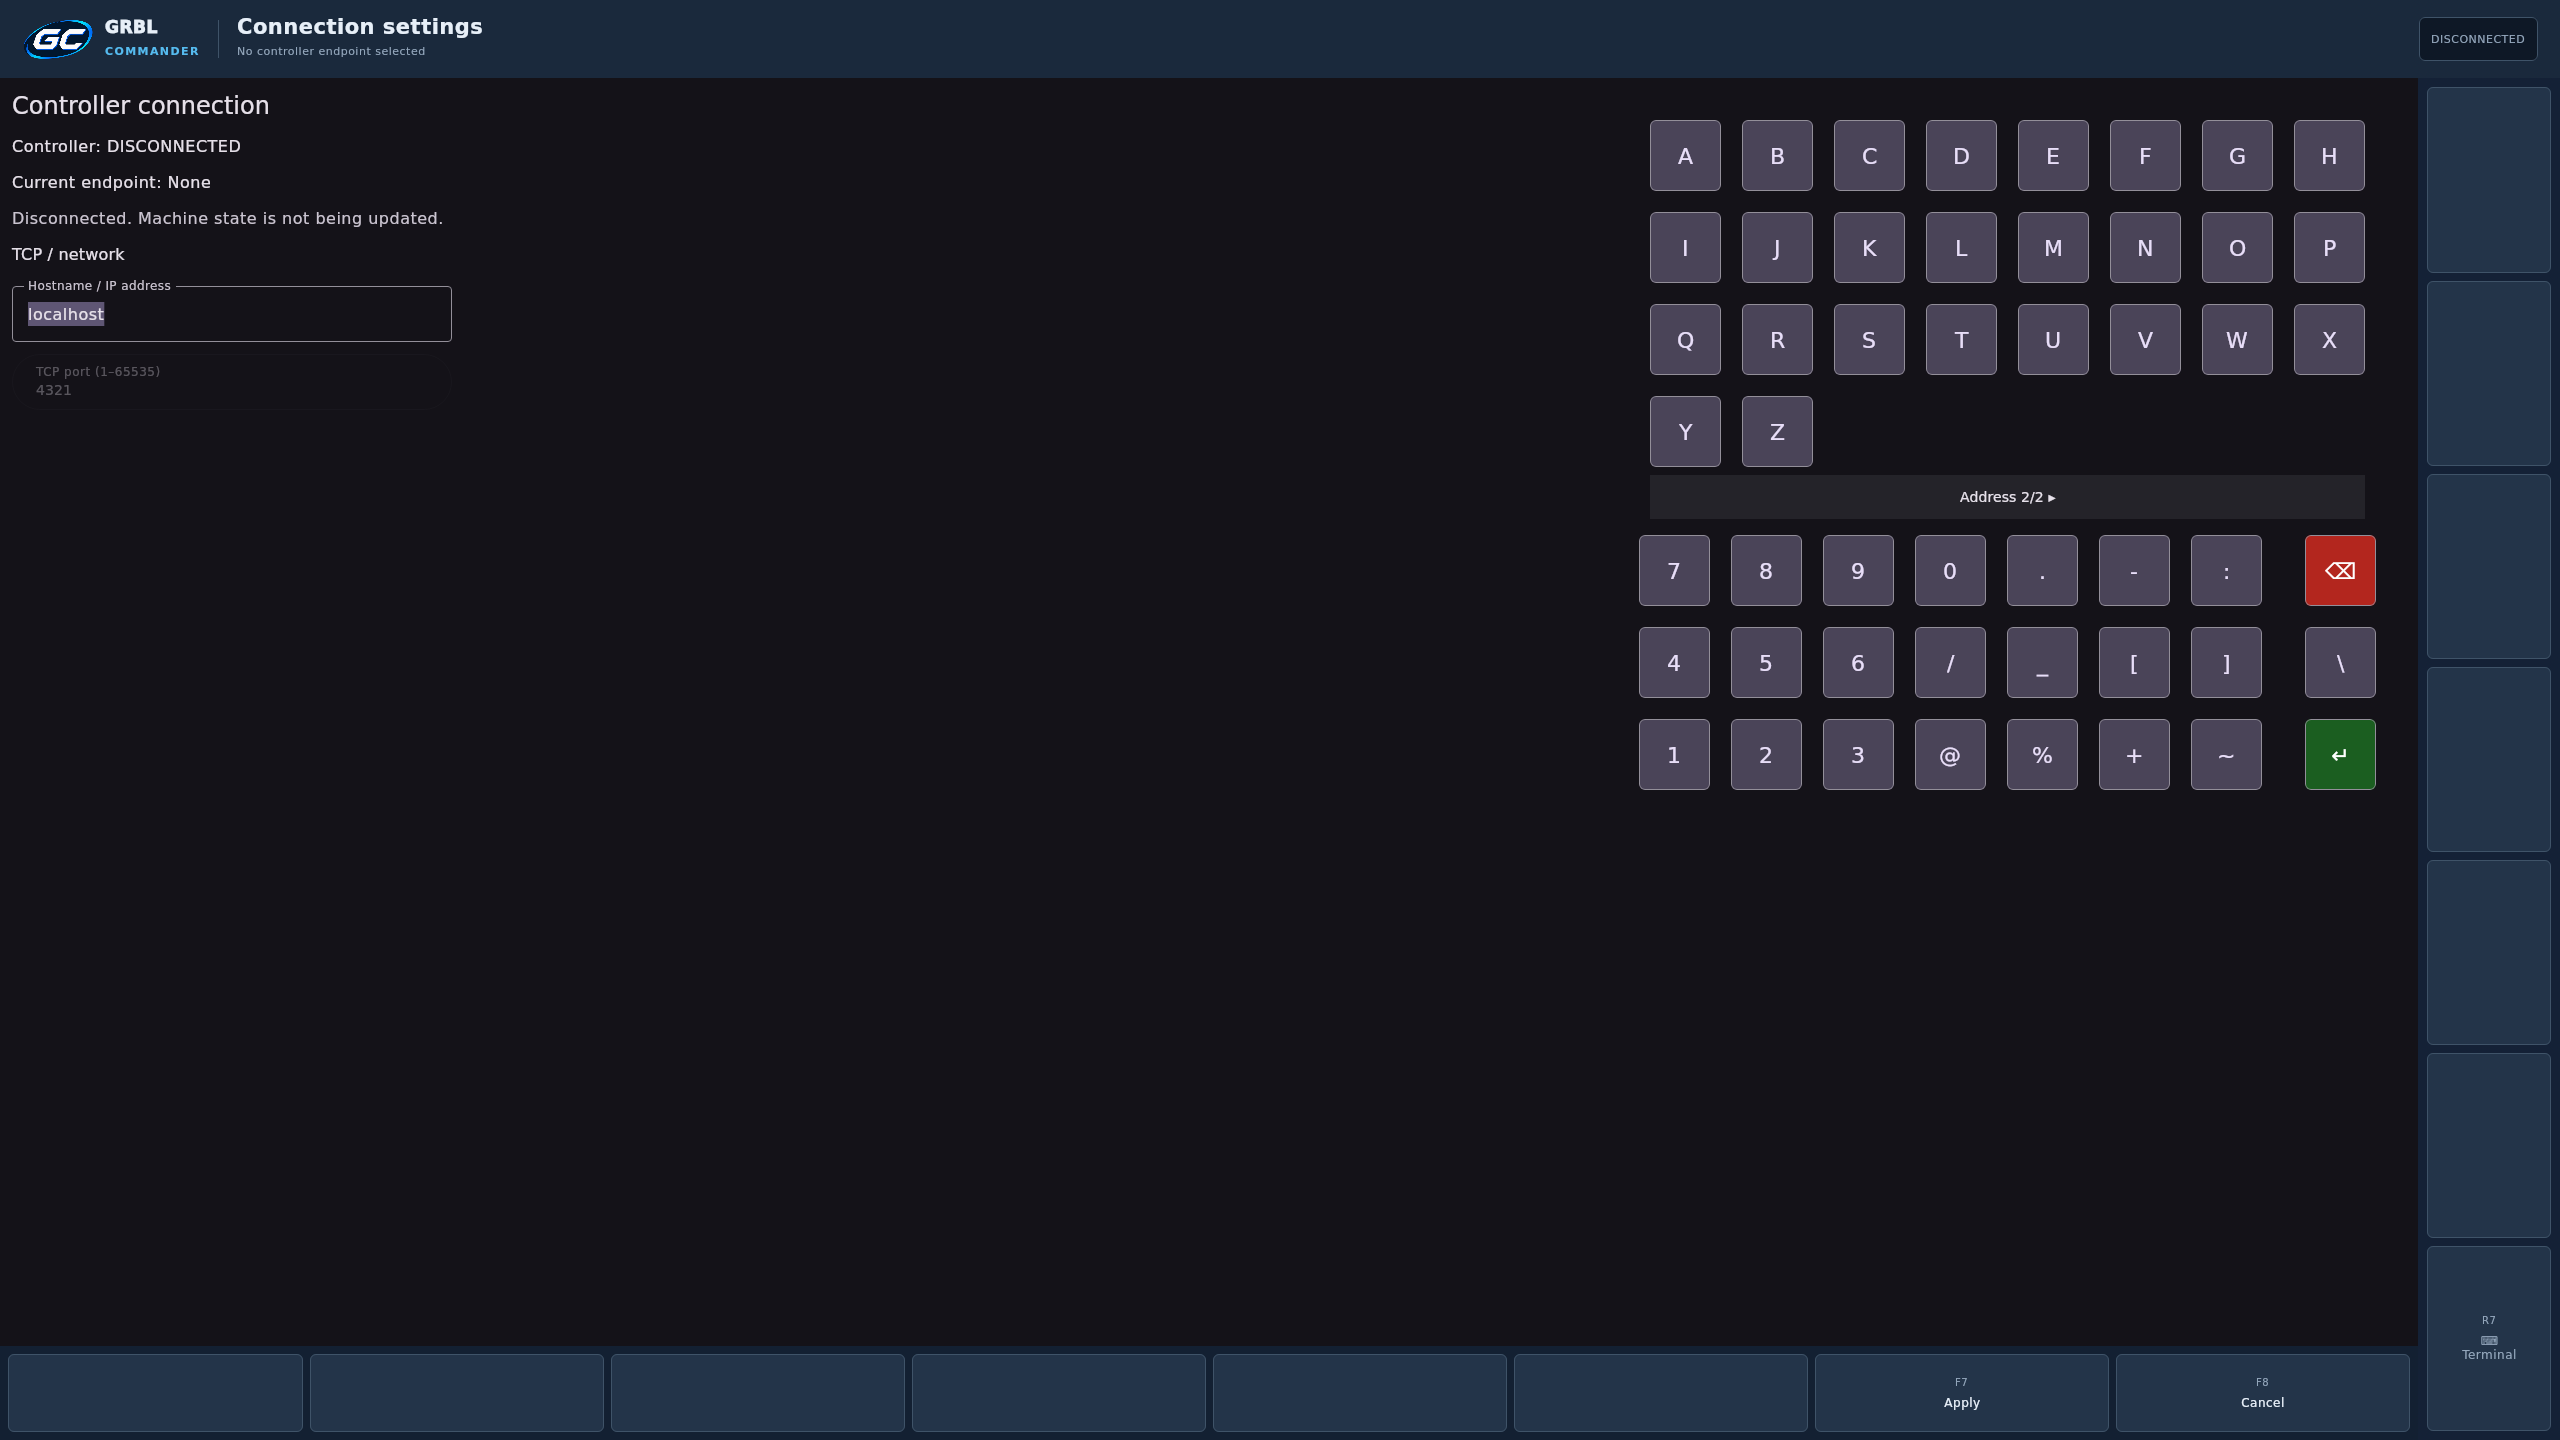 GC GRBL COMMANDER
Connection settings
No controller endpoint selected
DISCONNECTED
Controller connection
Controller: DISCONNECTED
Current endpoint: None
Disconnected. Machine state is not being updated.
TCP / network
Hostname / IP address
localhost
TCP port (1–65535)
4321
A B C D E F G H
I J K L M N O P
Q R S T U V W X
Y Z
Address 2/2 ▸
7 8 9 0 . - : ⌫
4 5 6 / _ [ ] \
1 2 3 @ % + ~ ↵
R7
⌨
Terminal
F7
Apply
F8
Cancel